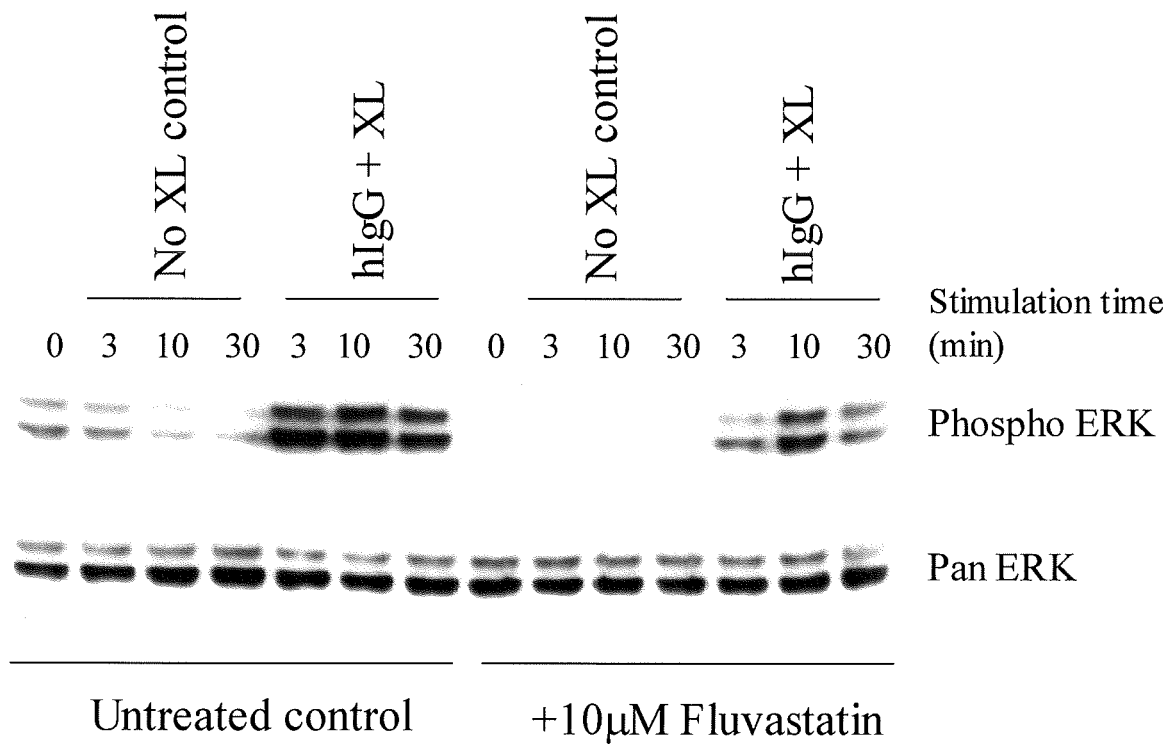 No XL control
hIgG + XL
No XL control
hIgG + XL
Stimulation time
(min)
0 3 10 30 3 10 30 0 3 10 30 3 10 30
Phospho ERK
Pan ERK
Untreated control
+10μM Fluvastatin